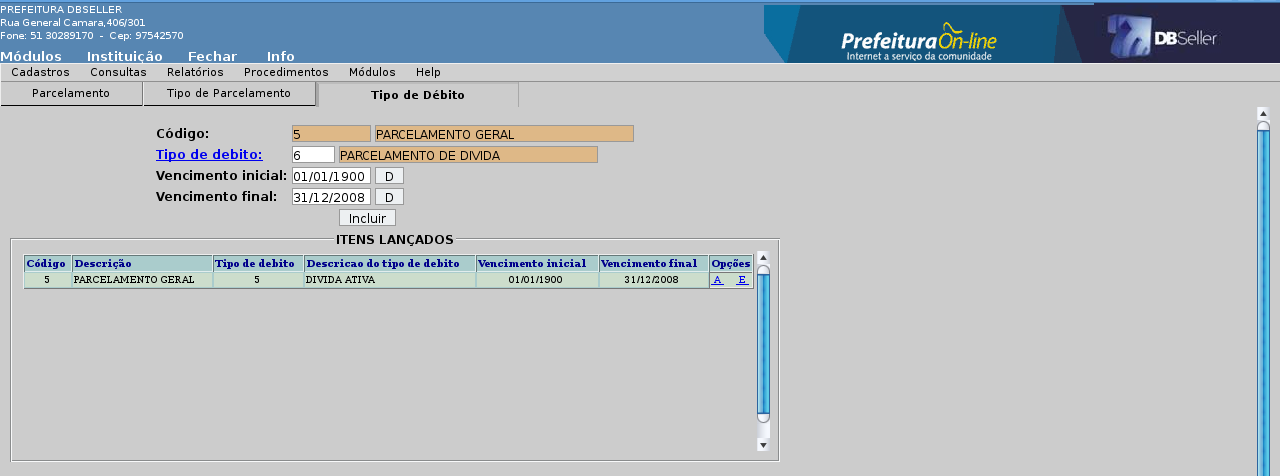 PREFEITURA DBSELLER
Rua General Camara,406/301
Fone: 51 30289170 - Cep: 97542570
Prefeitura On-line
Internet a serviço da comunidade
DBSeller
Módulos Instituição Fechar Info
Cadastros Consultas Relatórios Procedimentos Módulos Help
Parcelamento Tipo de Parcelamento Tipo de Débito
Código: 5 PARCELAMENTO GERAL
Tipo de debito: 6 PARCELAMENTO DE DIVIDA
Vencimento inicial: 01/01/1900 D
Vencimento final: 31/12/2008 D
Incluir
ITENS LANÇADOS
Código Descrição Tipo de debito Descricao do tipo de debito Vencimento inicial Vencimento final Opções
5 PARCELAMENTO GERAL 5 DIVIDA ATIVA 01/01/1900 31/12/2008 A E